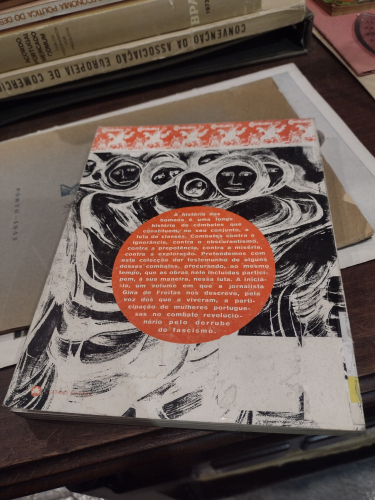 ECONOMIA POLÍTICA DO
BPA
CONVENÇÃO DA ASSOCIAÇÃO EUROPEIA DE COMÉRCIO
A história dos
homens é uma longa
história de combates que
constituem, no seu conjunto, a
luta de classes. Combates contra a
ignorância, contra o obscurantismo,
contra a prepotência, contra a miséria,
contra a exploração. Pretendemos com
esta colecção dar testemunho de alguns
desses combates, procurando, ao mesmo
tempo, que as obras nela incluídas partici-
pem, à sua maneira, nessa luta. A iniciá-
-la, um volume em que a jornalista
Gina de Freitas nos descreve, pela
voz dos que a viveram, a parti-
cipação de mulheres portugue-
sas no combate revolucio-
nário pelo derrube
do fascismo.